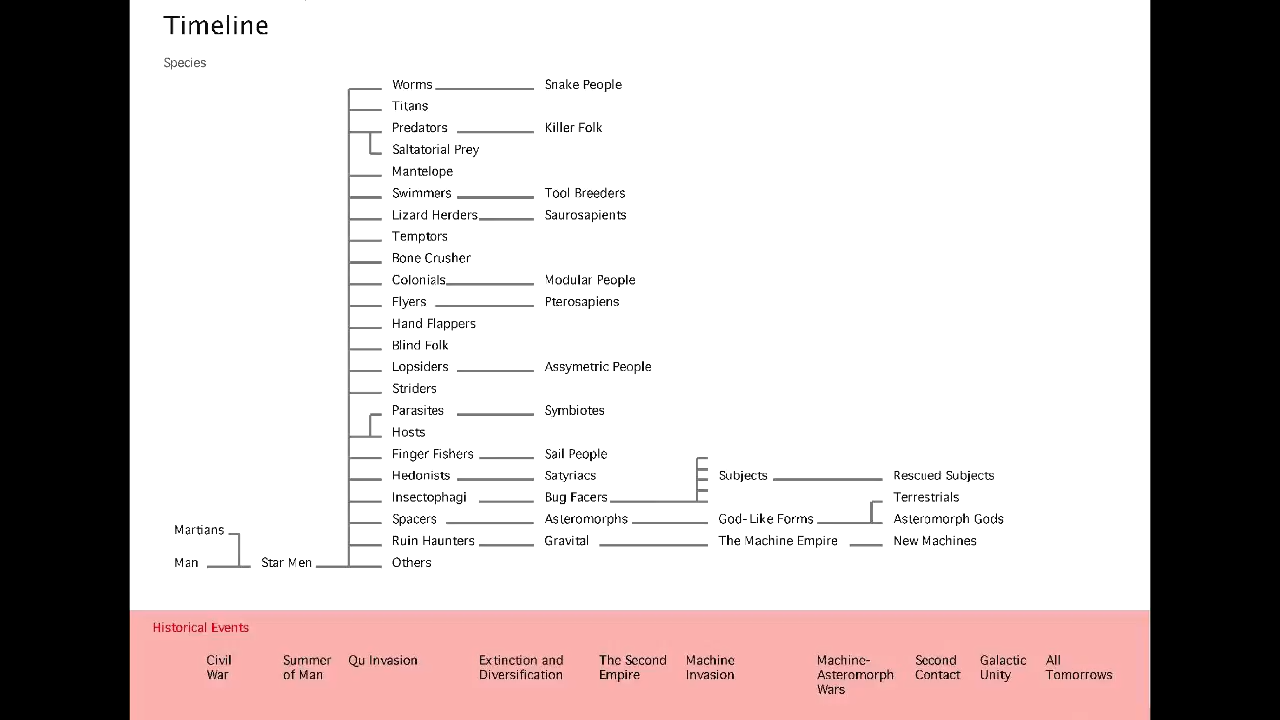 Timeline
Species
Worms Snake People
Titans
Predators Killer Folk
Saltatorial Prey
Mantelope
Swimmers Tool Breeders
Lizard Herders Saurosapients
Temptors
Bone Crusher
Colonials Modular People
Flyers Pterosapiens
Hand Flappers
Blind Folk
Lopsiders Assymetric People
Striders
Parasites Symbiotes
Hosts
Finger Fishers Sail People
Hedonists Satyriacs Subjects Rescued Subjects
Insectophagi Bug Facers Terrestrials
Spacers Asteromorphs God-Like Forms Asteromorph Gods
Martians
Ruin Haunters Gravital The Machine Empire New Machines
Man Star Men Others
Historical Events
Civil Summer Qu Invasion Extinction and The Second Machine Machine- Second Galactic All
War of Man Diversification Empire Invasion Asteromorph Contact Unity Tomorrows
Wars